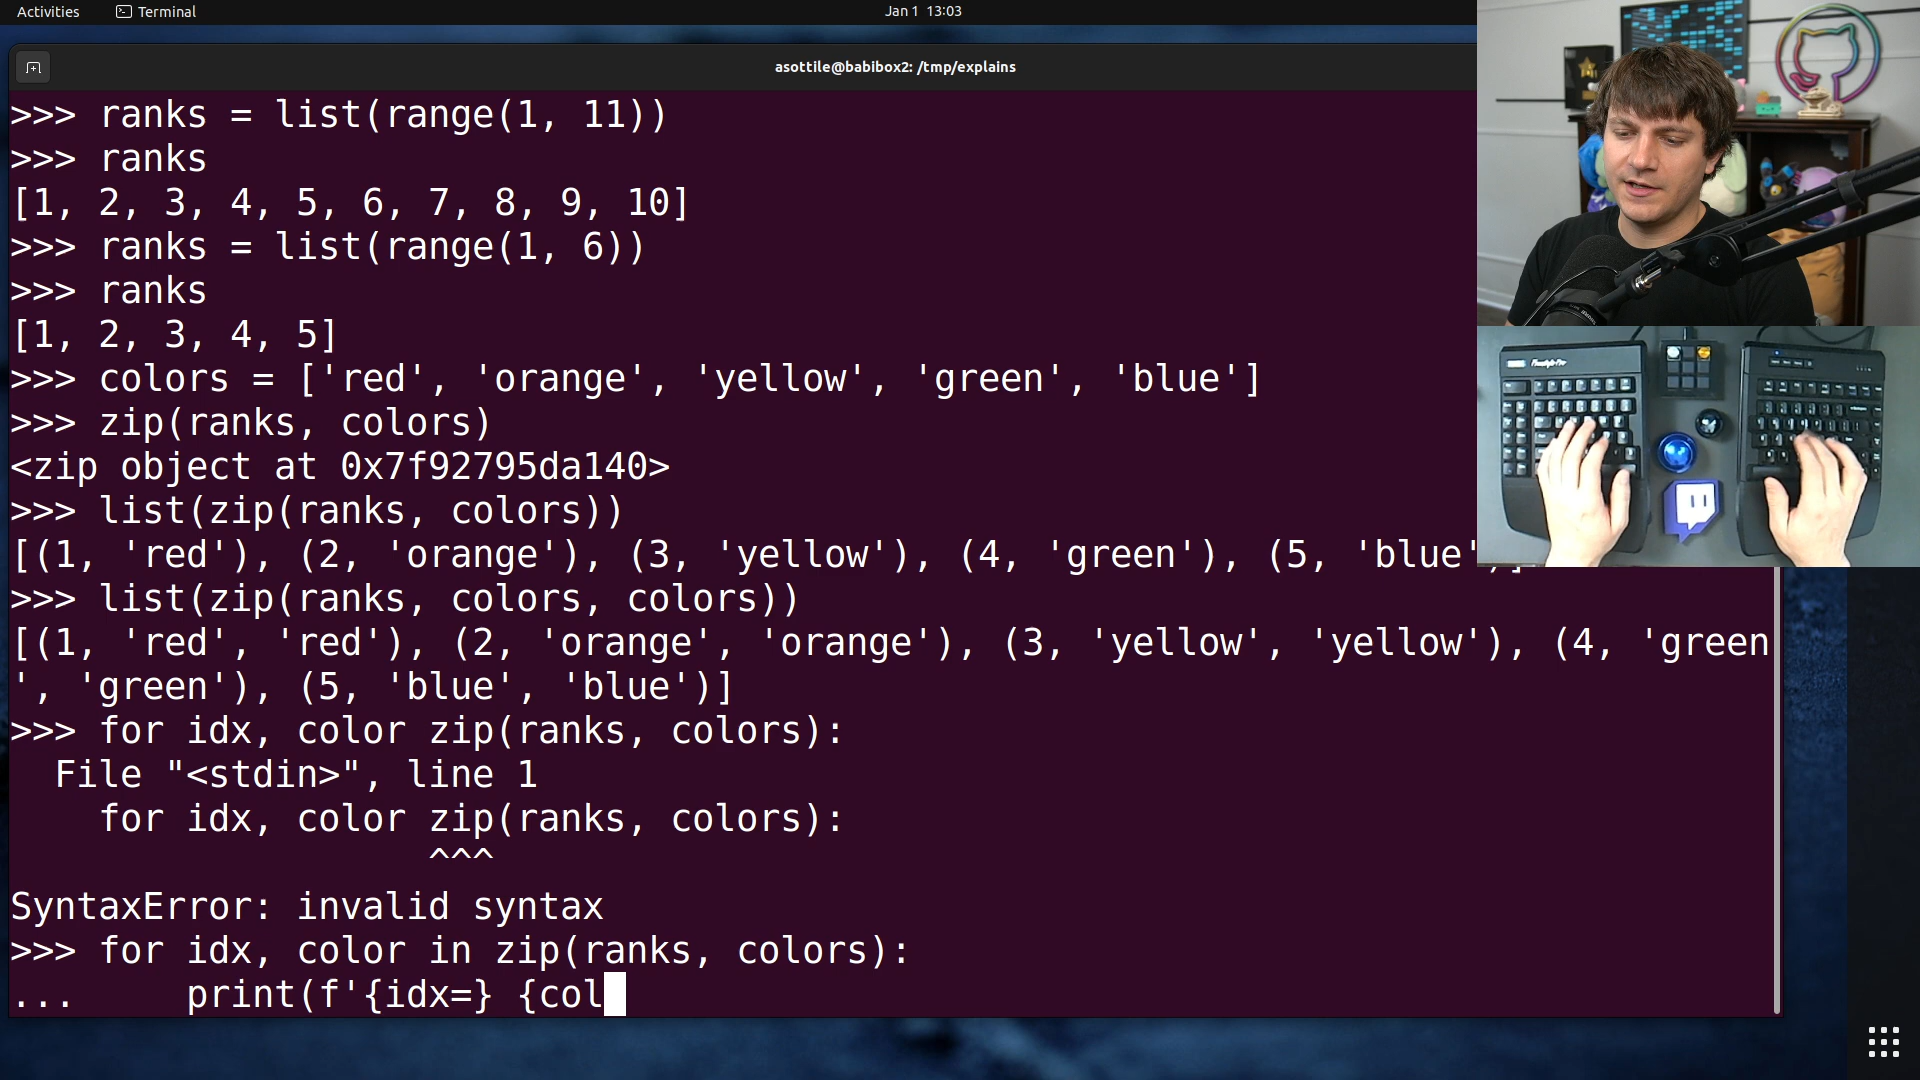 Activities
Terminal
Jan 1 13:03
asottile@babibox2: /tmp/explains
>>> ranks = list(range(1, 11))
>>> ranks
[1, 2, 3, 4, 5, 6, 7, 8, 9, 10]
>>> ranks = list(range(1, 6))
>>> ranks
[1, 2, 3, 4, 5]
>>> colors = ['red', 'orange', 'yellow', 'green', 'blue']
>>> zip(ranks, colors)
<zip object at 0x7f92795da140>
>>> list(zip(ranks, colors))
[(1, 'red'), (2, 'orange'), (3, 'yellow'), (4, 'green'), (5, 'blue')]
>>> list(zip(ranks, colors, colors))
[(1, 'red', 'red'), (2, 'orange', 'orange'), (3, 'yellow', 'yellow'), (4, 'green
', 'green'), (5, 'blue', 'blue')]
>>> for idx, color zip(ranks, colors):
  File "<stdin>", line 1
    for idx, color zip(ranks, colors):
                   ^^^
SyntaxError: invalid syntax
>>> for idx, color in zip(ranks, colors):
...     print(f'{idx=} {col